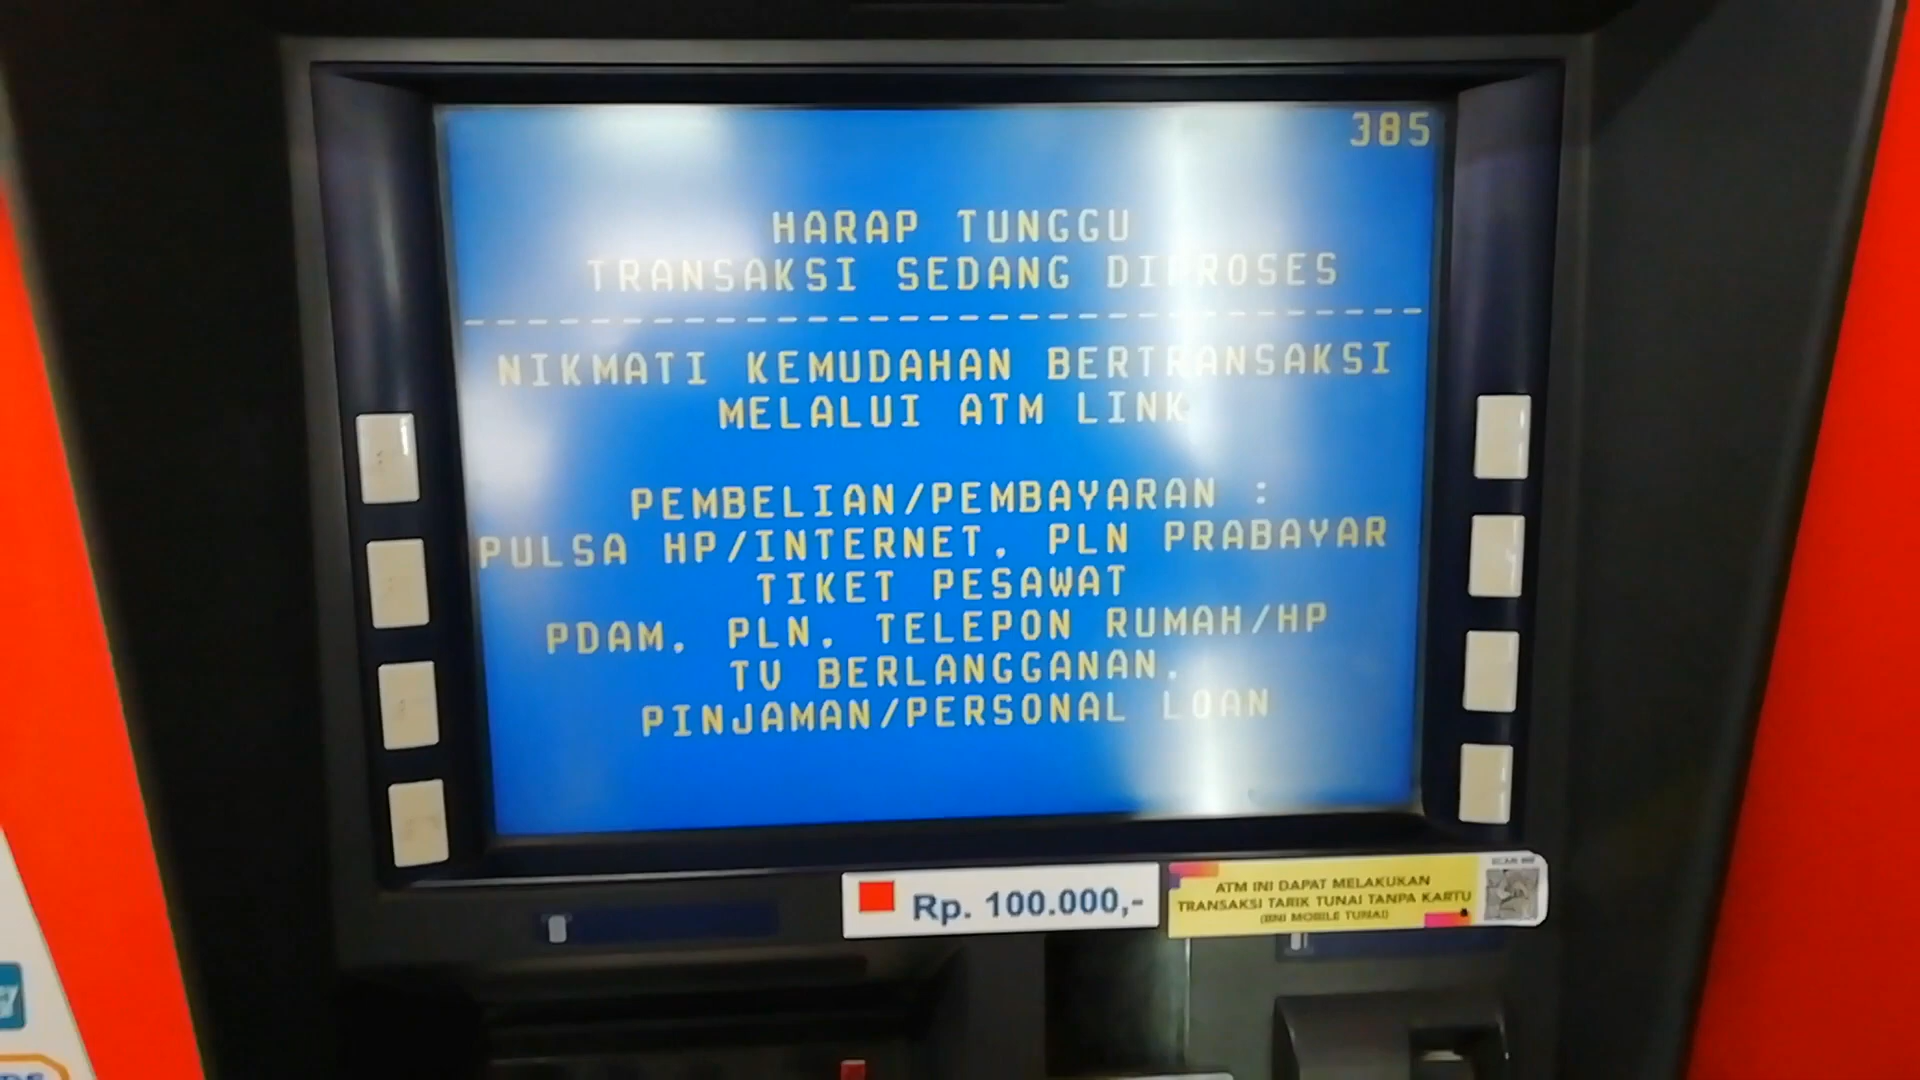 385
HARAP TUNGGU
TRANSAKSI SEDANG DIPROSES
--------------------------------
NIKMATI KEMUDAHAN BERTRANSAKSI
MELALUI ATM LINK
PEMBELIAN/PEMBAYARAN :
PULSA HP/INTERNET, PLN PRABAYAR
TIKET PESAWAT
PDAM, PLN, TELEPON RUMAH/HP
TV BERLANGGANAN,
PINJAMAN/PERSONAL LOAN
Rp. 100.000,-
SCAN ME
ATM INI DAPAT MELAKUKAN
TRANSAKSI TARIK TUNAI TANPA KARTU
(BNI MOBILE TUNAI)